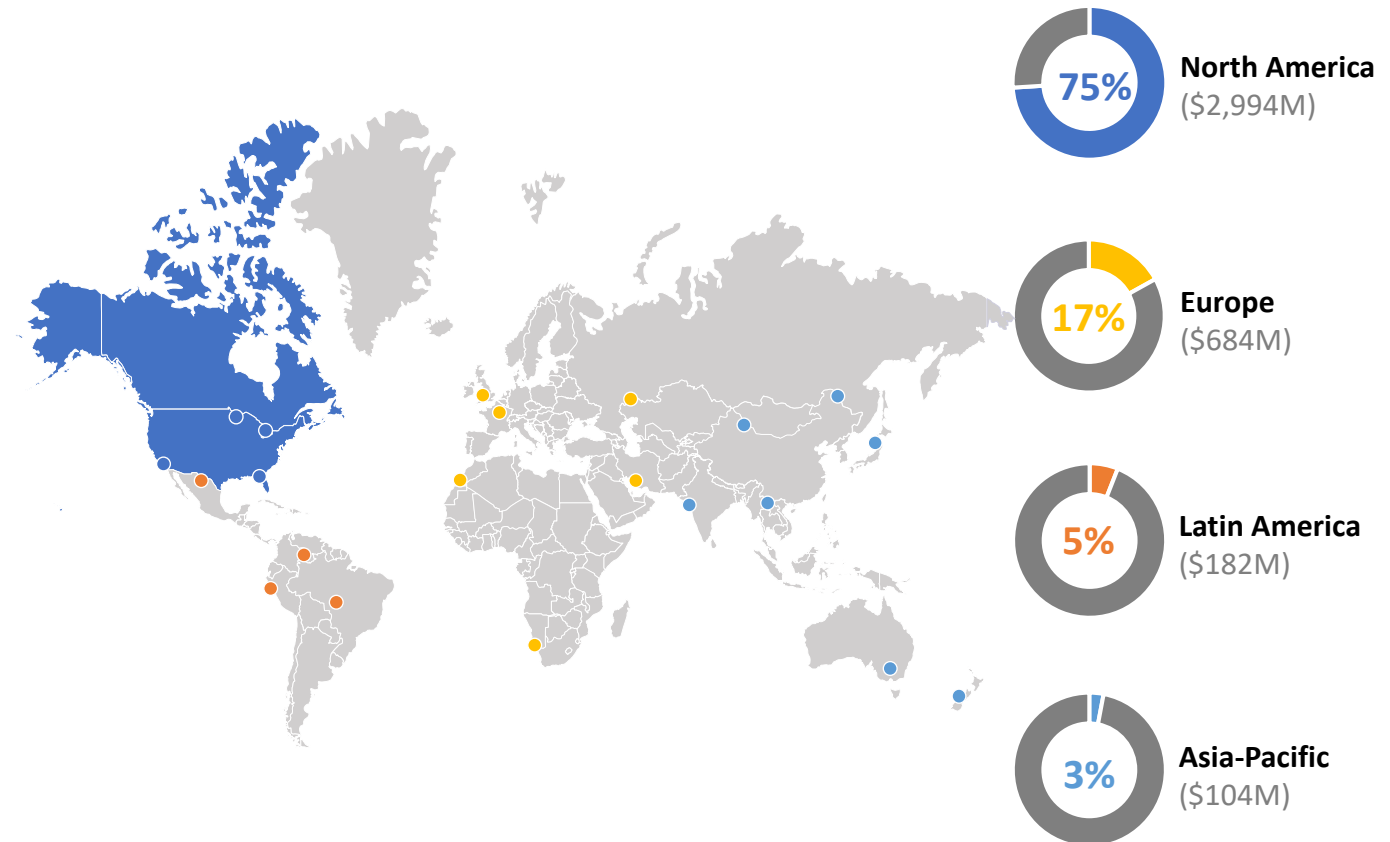 75%
North America
($2,994M)
17%
Europe
($684M)
5%
Latin America
($182M)
3%
Asia-Pacific
($104M)